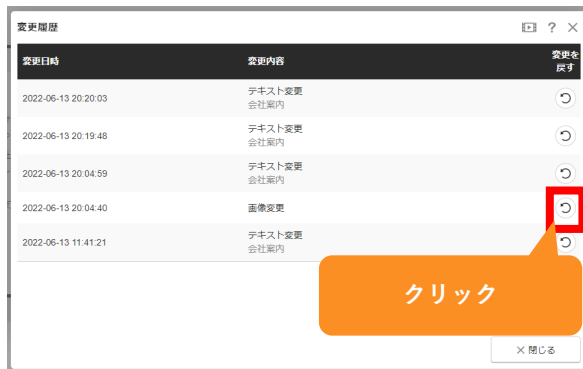 変更履歴
?
変更日時 変更内容 変更を
戻す
2022-06-13 20:20:03 テキスト変更
会社案内
2022-06-13 20:19:48 テキスト変更
会社案内
2022-06-13 20:04:59 テキスト変更
会社案内
2022-06-13 20:04:40 画像変更
2022-06-13 11:41:21 テキスト変更
会社案内
クリック
×閉じる